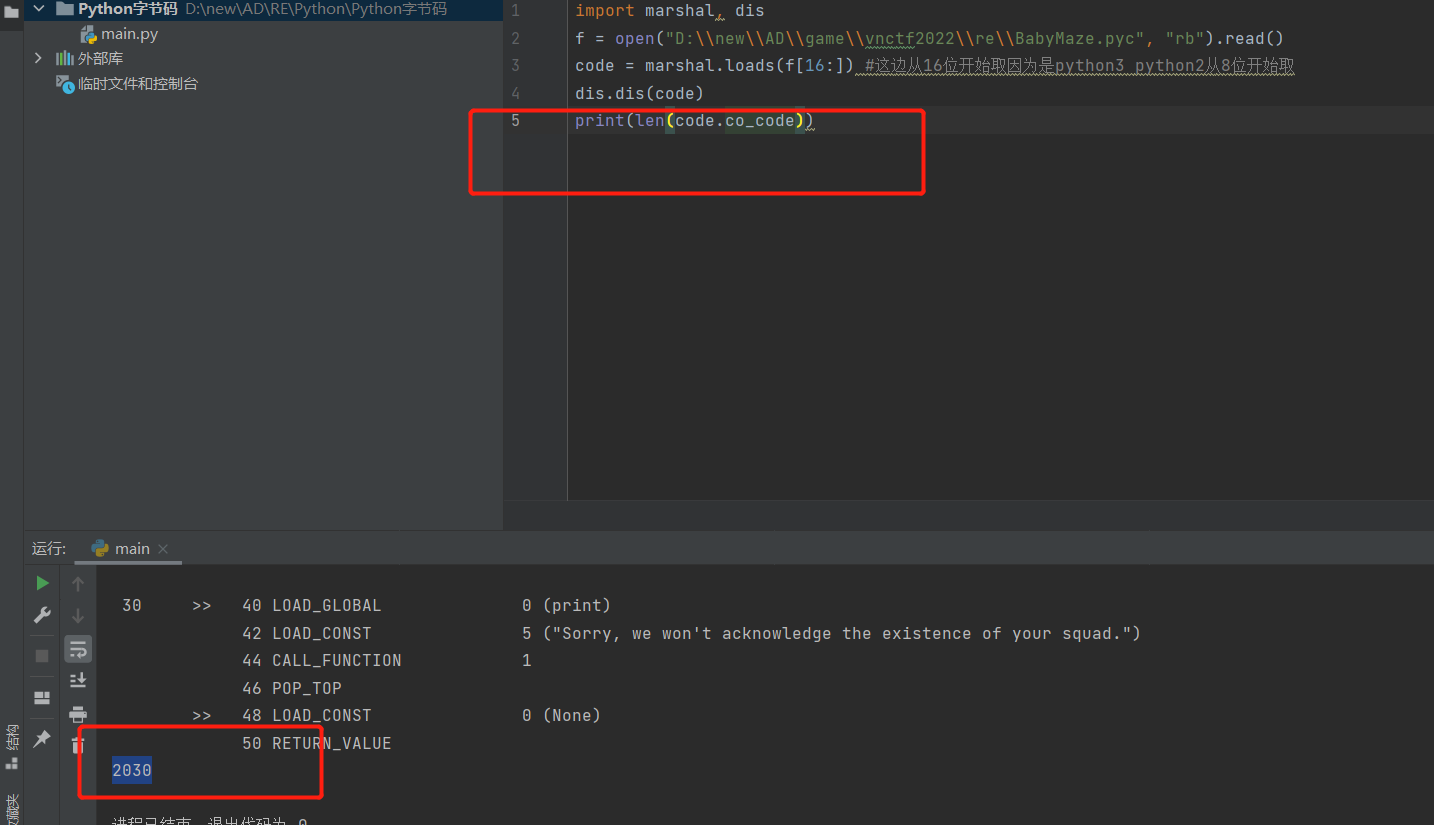 Python字节码 D:\new\AD\RE\Python\Python字节码
main.py
外部库
临时文件和控制台
1 import marshal, dis
2 f = open("D:\\new\\AD\\game\\vnctf2022\\re\\BabyMaze.pyc", "rb").read()
3 code = marshal.loads(f[16:]) #这边从16位开始取因为是python3 python2从8位开始取
4 dis.dis(code)
5 print(len(code.co_code))
运行: main
30 >> 40 LOAD_GLOBAL 0 (print)
42 LOAD_CONST 5 ("Sorry, we won't acknowledge the existence of your squad.")
44 CALL_FUNCTION 1
46 POP_TOP
>> 48 LOAD_CONST 0 (None)
50 RETURN_VALUE
2030
进程已结束，退出代码为 0
结构
收藏夹